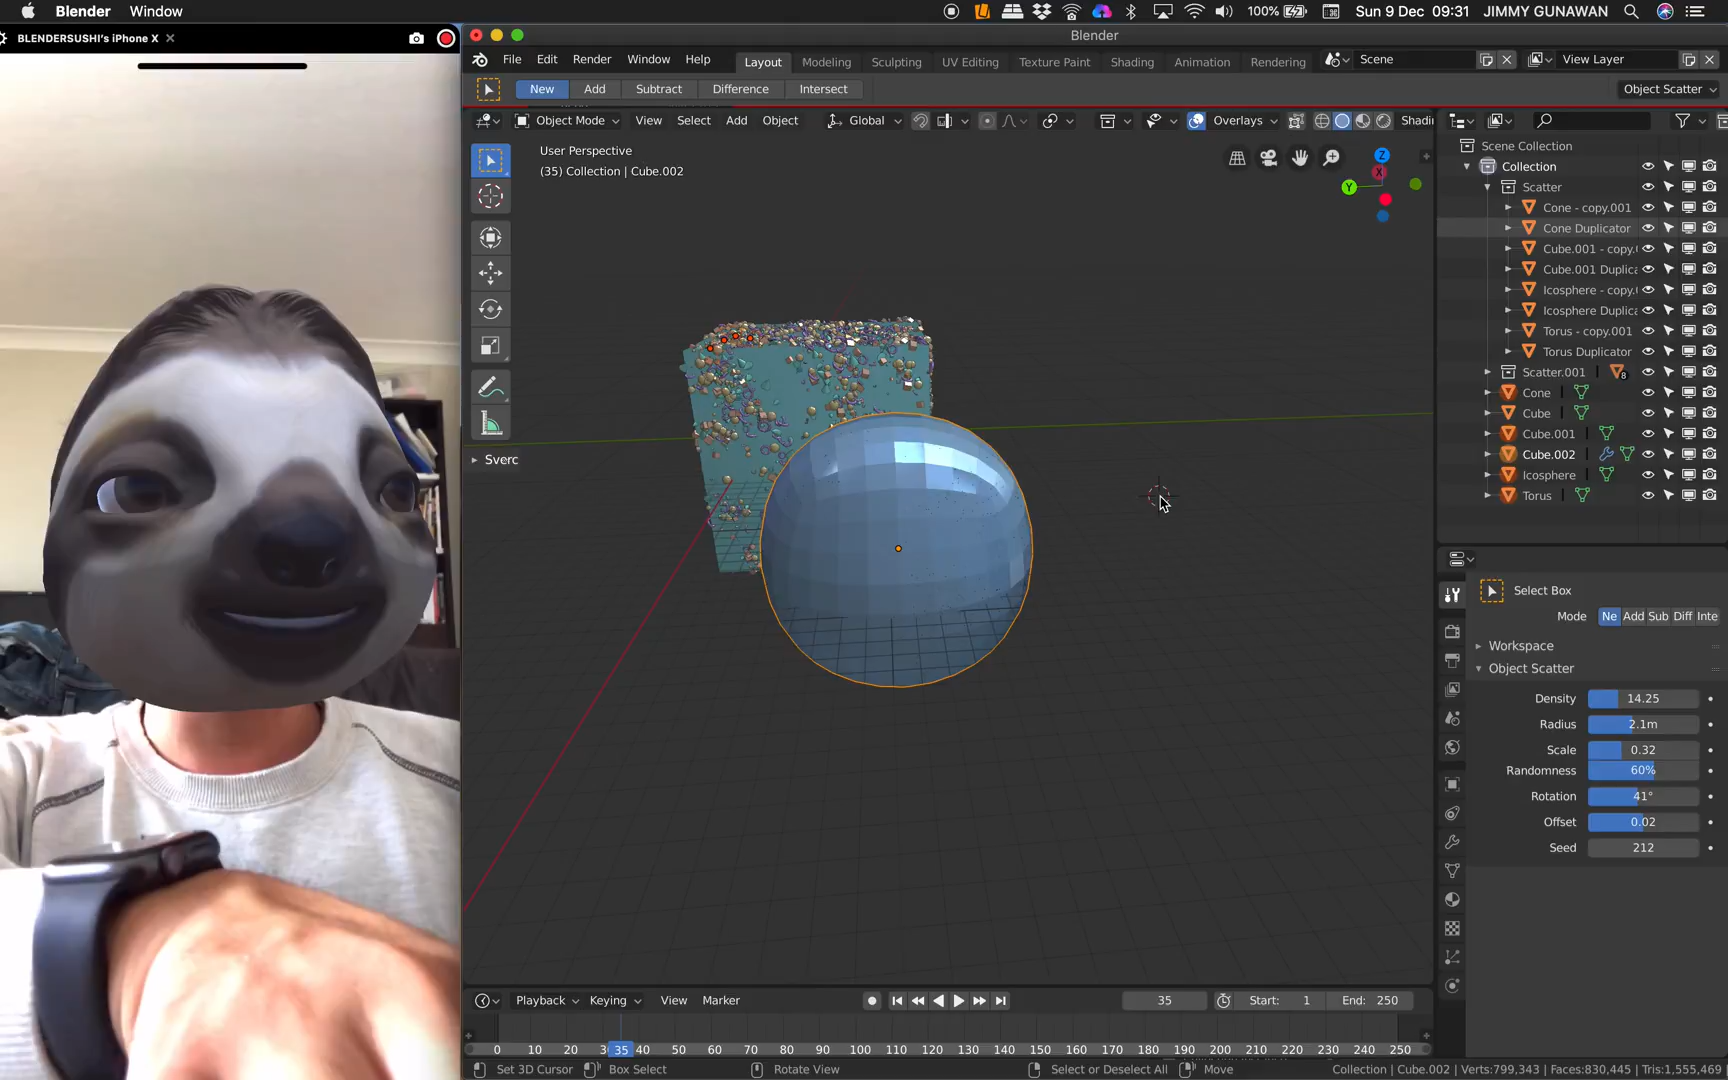 Blender Window
100% Sun 9 Dec 09:31 JIMMY GUNAWAN
BLENDERSUSHI's iPhone X
Blender
File Edit Render Window Help Layout Modeling Sculpting UV Editing Texture Paint Shading Animation Rendering Scene View Layer
New Add Subtract Difference Intersect Object Scatter
Object Mode View Select Add Object Global Overlays Shadi
User Perspective
(35) Collection | Cube.002
Z
X
Y
Sverc
Scene Collection
Collection
Scatter
Cone - copy.001
Cone Duplicator
Cube.001 - copy.
Cube.001 Duplica
Icosphere - copy.
Icosphere Duplic
Torus - copy.001
Torus Duplicator
Scatter.001 8
Cone
Cube
Cube.001
Cube.002
Icosphere
Torus
Select Box
Mode Ne Add Sub Diff Inte
Workspace
Object Scatter
Density 14.25
Radius 2.1m
Scale 0.32
Randomness 60%
Rotation 41°
Offset 0.02
Seed 212
Playback Keying View Marker 35 Start: 1 End: 250
0 10 20 35 40 50 60 70 80 90 100 110 120 130 140 150 160 170 180 190 200 210 220 230 240 250
Set 3D Cursor Box Select Rotate View Select or Deselect All Move Collection | Cube.002 | Verts:799,343 | Faces:830,445 | Tris:1,555,469